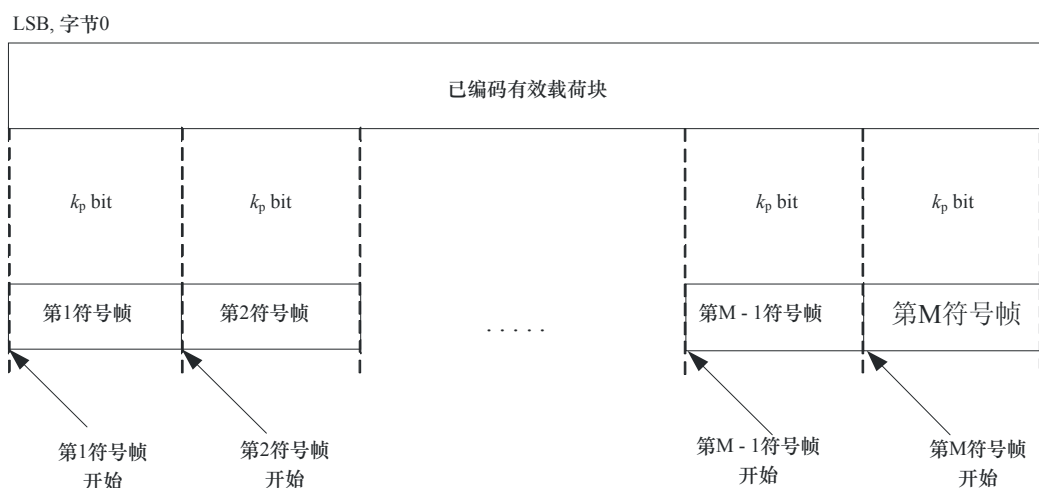 LSB, 字节0
已编码有效载荷块
kp bit
kp bit
kp bit
kp bit
第1符号帧
第2符号帧
.....
第M - 1符号帧
第M符号帧
第1符号帧
开始
第2符号帧
开始
第M - 1符号帧
开始
第M符号帧
开始